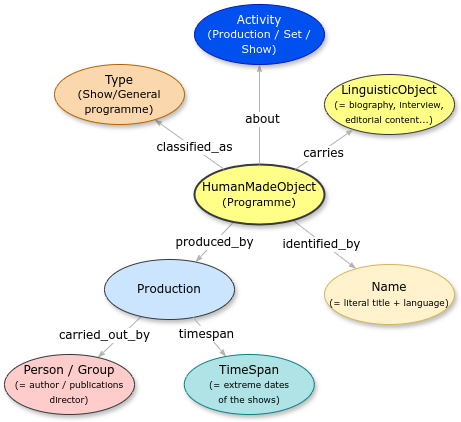 Activity
(Production / Set /
Show)
Type
(Show/General
programme)
LinguisticObject
(= biography, Interview,
editorial content...)
about
classified_as
carries
HumanMadeObject
(Programme)
produced_by
identified_by
Production
Name
(= literal title + language)
carried_out_by
timespan
Person / Group
(= author / publications
director)
TimeSpan
(= extreme dates
of the shows)